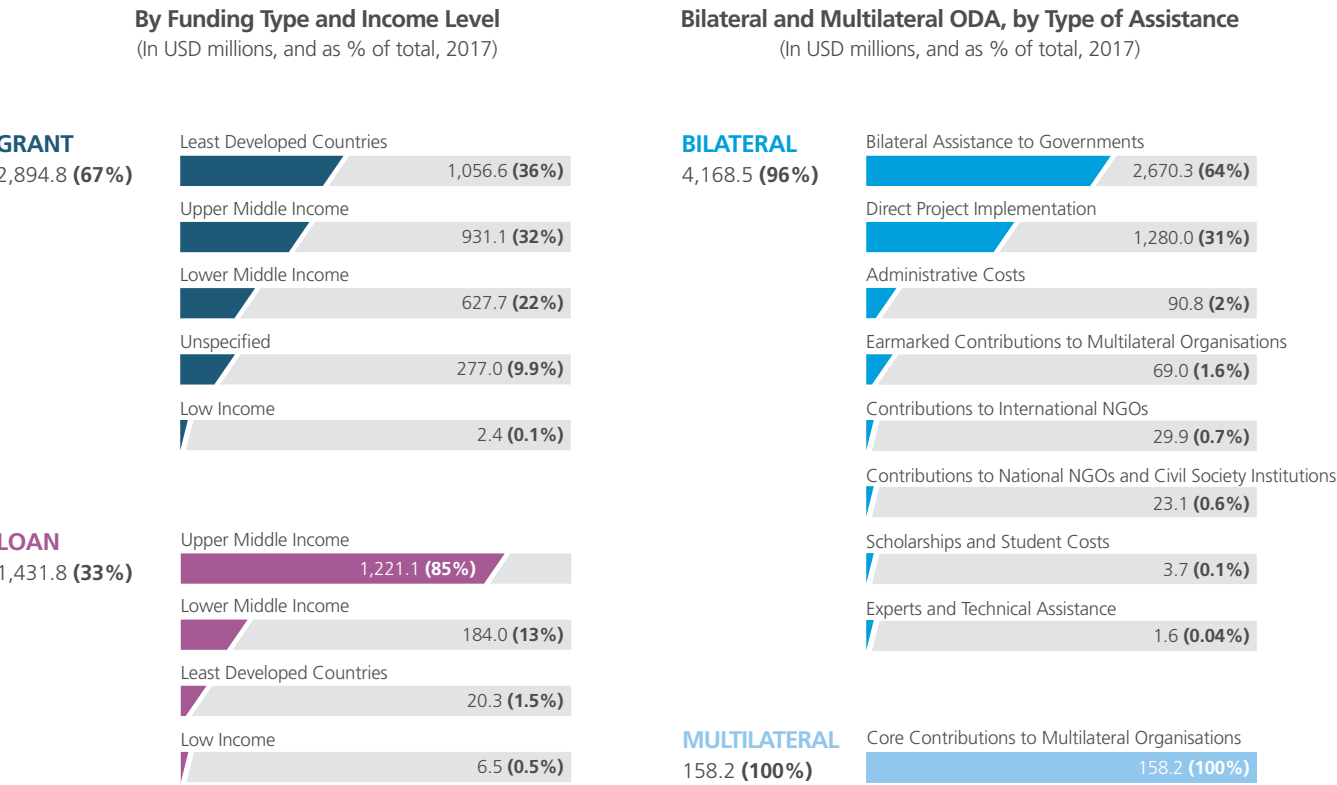 By Funding Type and Income Level
(In USD millions, and as % of total, 2017)
GRANT
2,894.8 (67%)
Least Developed Countries
1,056.6 (36%)
Upper Middle Income
931.1 (32%)
Lower Middle Income
627.7 (22%)
Unspecified
277.0 (9.9%)
Low Income
2.4 (0.1%)
LOAN
1,431.8 (33%)
Upper Middle Income
1,221.1 (85%)
Lower Middle Income
184.0 (13%)
Least Developed Countries
20.3 (1.5%)
Low Income
6.5 (0.5%)
Bilateral and Multilateral ODA, by Type of Assistance
(In USD millions, and as % of total, 2017)
BILATERAL
4,168.5 (96%)
Bilateral Assistance to Governments
2,670.3 (64%)
Direct Project Implementation
1,280.0 (31%)
Administrative Costs
90.8 (2%)
Earmarked Contributions to Multilateral Organisations
69.0 (1.6%)
Contributions to International NGOs
29.9 (0.7%)
Contributions to National NGOs and Civil Society Institutions
23.1 (0.6%)
Scholarships and Student Costs
3.7 (0.1%)
Experts and Technical Assistance
1.6 (0.04%)
MULTILATERAL
158.2 (100%)
Core Contributions to Multilateral Organisations
158.2 (100%)